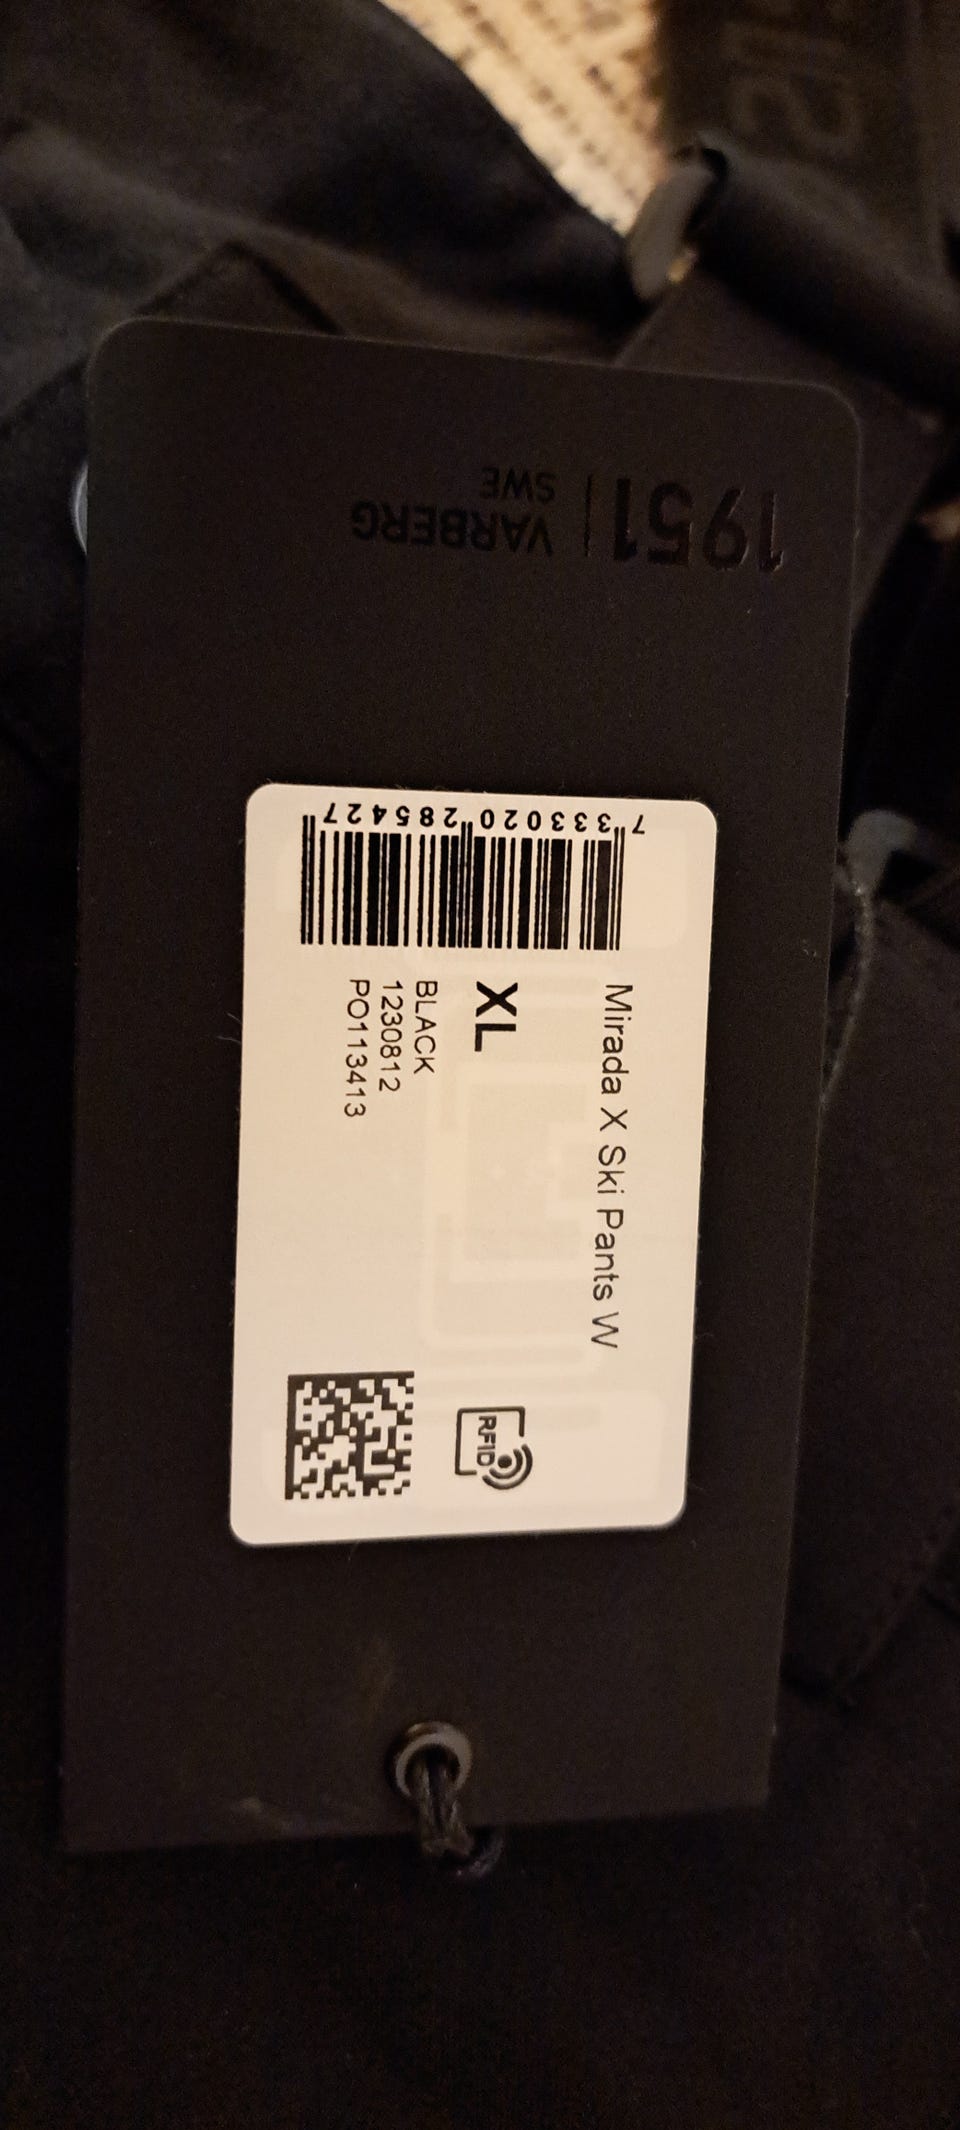 1951 | VARBERG
SWE
7 333020 285427
Mirada X Ski Pants W
XL
BLACK
1230812
PO113413
RFID